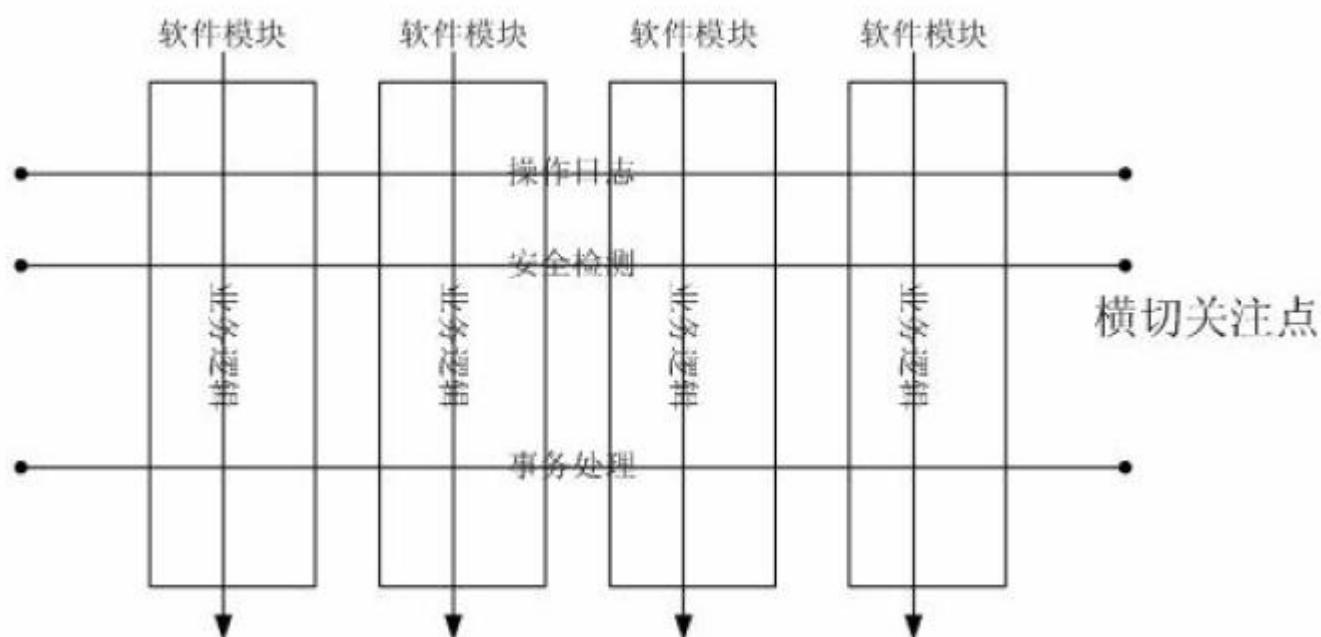 软件模块 软件模块 软件模块 软件模块
操作日志
安全检测
业务逻辑 业务逻辑 业务逻辑 业务逻辑
横切关注点
事务处理